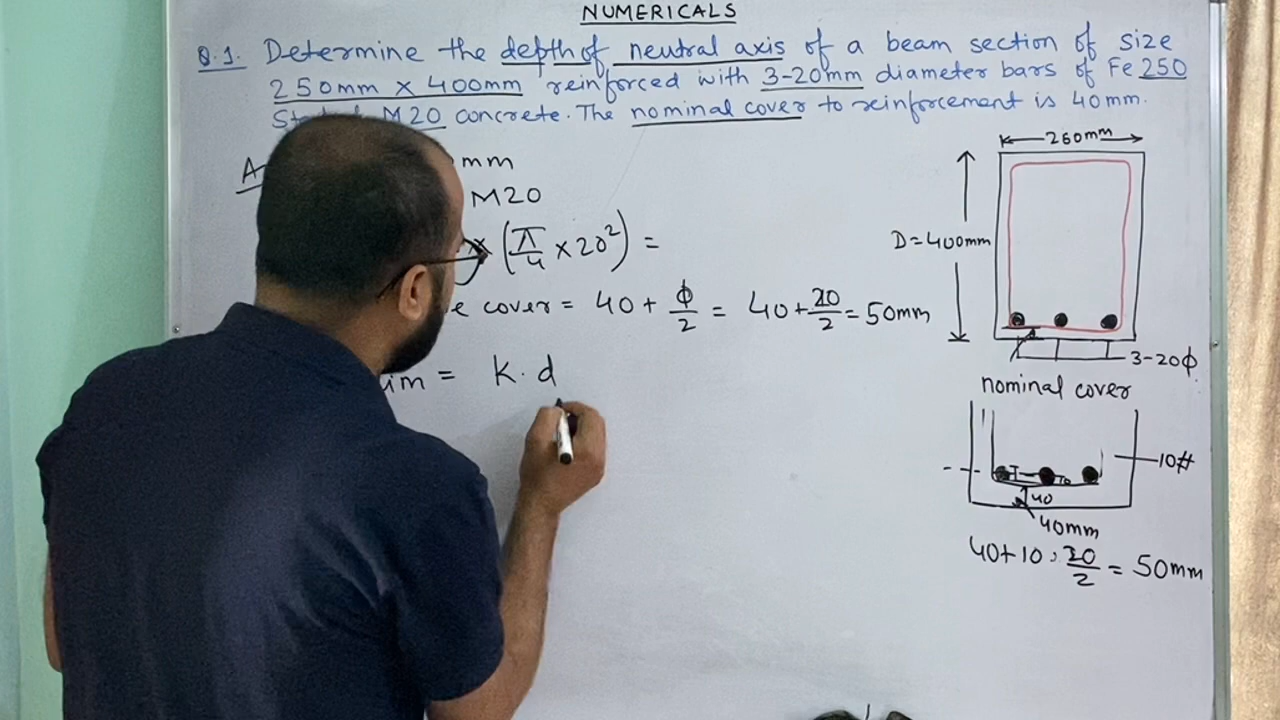 NUMERICALS
Q.1. Determine the depth of neutral axis of a beam section of size
250mm × 400mm reinforced with 3-20mm diameter bars of Fe 250
M20 concrete. The nominal cover to reinforcement is 40mm.
mm
M20
× (π/4 × 20²) =
cover = 40 + ϕ/2 = 40 + 20/2 = 50mm
= K.d
250mm
D=400mm
3-20ϕ
nominal cover
10#
40
40mm
40+10 20/2 = 50mm